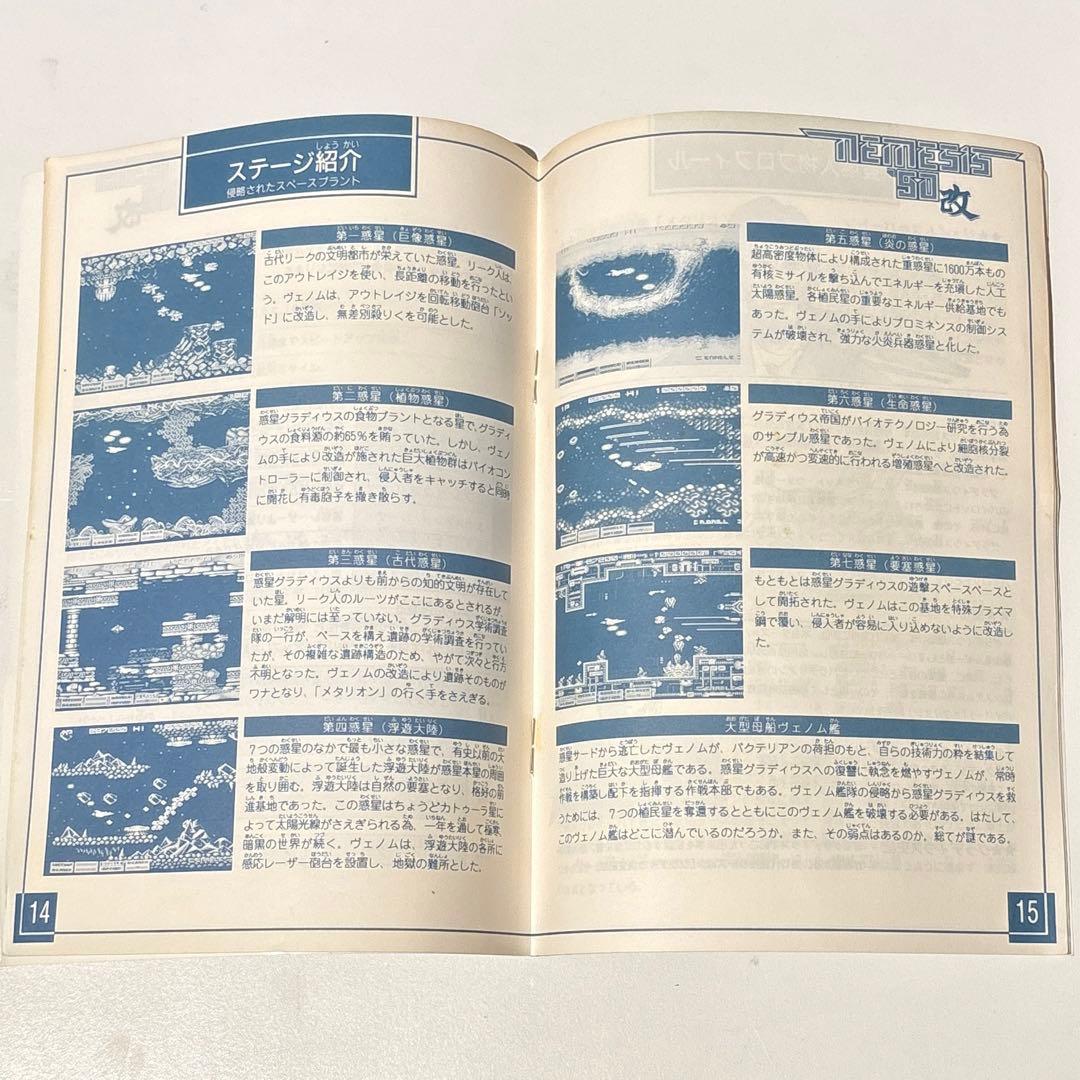 ステージ紹介
侵略されたスペースプラント
第一惑星（巨像惑星）
古代リークの文明都市が栄えていた惑星。リーク人は、
このアウトレイジを使い、長距離の移動を行ったとい
う。ヴェノムは、アウトレイジを回転移動砲台「ゾッ
ド」に改造し、無差別殺りくを可能とした。
第二惑星（植物惑星）
惑星グラディウスの食物プラントとなる星で、グラディ
ウスの食料源の約65％を賄っていた。しかし、ヴェノ
ムの手により改造が施された巨大植物群はバイオコン
トローラーに制御され、侵入者をキャッチすると同時
に開花し有毒胞子を撒き散らす。
第三惑星（古代惑星）
惑星グラディウスよりも前からの知的文明が存在して
いた星。リーク人のルーツがここにあるとされるが、
いまだ解明には至っていない。グラディウス学術調査
隊の一行が、ベースを構え遺跡の学術調査を行ってい
たが、その複雑な遺跡構造のため、やがて次々と行方
不明となった。ヴェノムの改造により遺跡そのものが
ワナとなり、「メタリオン」の行く手をさえぎる。
第四惑星（浮遊大陸）
7つの惑星のなかで最も小さな惑星で、有史以前の大
地殻変動によって誕生した浮遊大陸が惑星本星の周囲
を取り囲む。浮遊大陸は自然の要塞となり、格好の前
進基地であった。この惑星はちょうどカトゥーラ星に
よって太陽光線がさえぎられる為、一年を通して極寒、
暗黒の世界が続く。ヴェノムは、浮遊大陸の各所に
感応レーザー砲台を設置し、地獄の難所とした。
14
NEMESIS
'90改
第五惑星（炎の惑星）
超高密度物体により構成された重惑星に1600万本もの
有核ミサイルを撃ち込んでエネルギーを充填した人工
太陽惑星。各植民星の重要なエネルギー供給基地でも
あった。ヴェノムの手によりプロミネンスの制御シス
テムが破壊され、強力な火炎兵器惑星と化した。
第六惑星（生命惑星）
グラディウス帝国がバイオテクノロジー研究を行う為
のサンプル惑星であった。ヴェノムにより細胞核分裂
が高速かつ変速的に行われる増殖惑星へと改造された。
第七惑星（要塞惑星）
もともとは惑星グラディウスの遊撃スペースベースと
して開拓された。ヴェノムはこの基地を特殊プラズマ
鋼で覆い、侵入者が容易に入り込めないように改造し
た。
大型母船ヴェノム艦
惑星サードから逃亡したヴェノムが、バクテリアンの荷担のもと、自らの技術力の粋を結集して
造り上げた巨大な大型母艦である。惑星グラディウスへの復讐に執念を燃やすヴェノムが、常時
作戦を構築し配下を指揮する作戦本部でもある。ヴェノム艦隊の侵略から惑星グラディウスを救
うためには、7つの植民星を奪還するとともにこのヴェノム艦を破壊する必要がある。はたして、
このヴェノム艦はどこに潜んでいるのだろうか。また、その弱点はあるのか、総てが謎である。
15